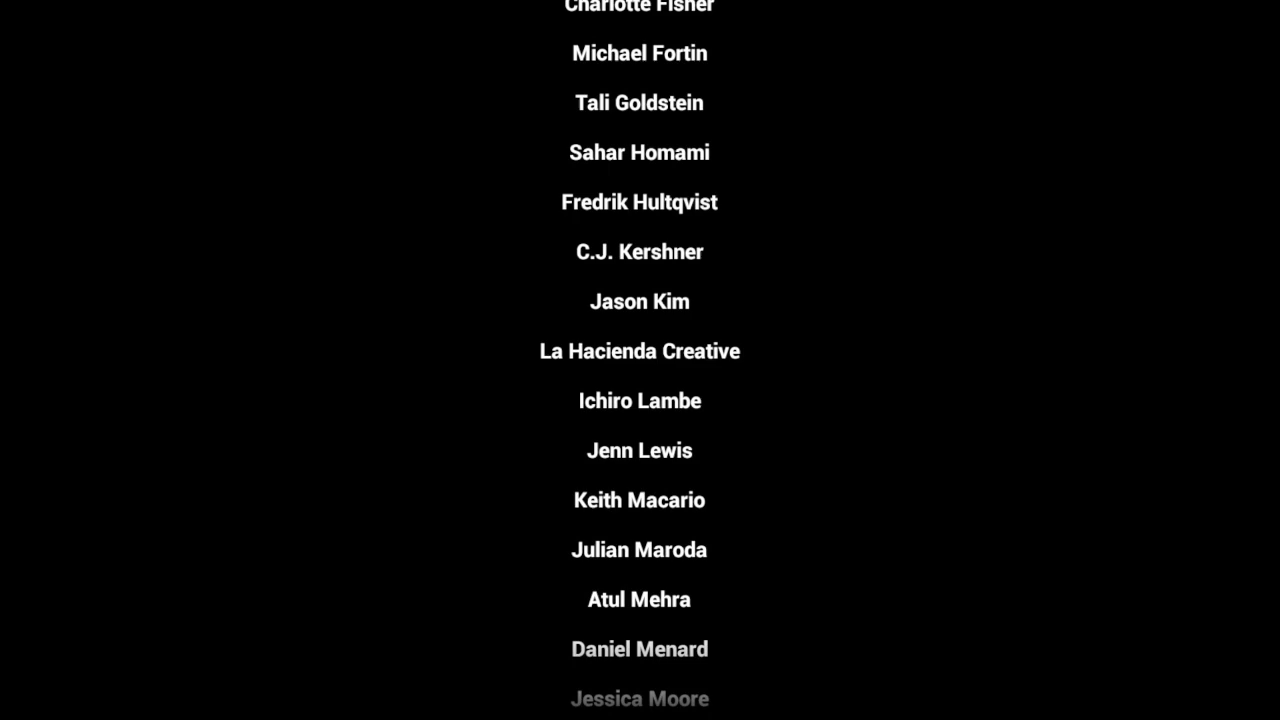 Charlotte Fisher
Michael Fortin
Tali Goldstein
Sahar Homami
Fredrik Hultqvist
C.J. Kershner
Jason Kim
La Hacienda Creative
Ichiro Lambe
Jenn Lewis
Keith Macario
Julian Maroda
Atul Mehra
Daniel Menard
Jessica Moore